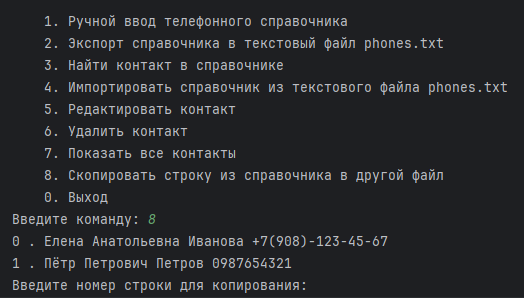 1. Ручной ввод телефонного справочника
2. Экспорт справочника в текстовый файл phones.txt
3. Найти контакт в справочнике
4. Импортировать справочник из текстового файла phones.txt
5. Редактировать контакт
6. Удалить контакт
7. Показать все контакты
8. Скопировать строку из справочника в другой файл
0. Выход
Введите команду: 8
0 . Елена Анатольевна Иванова +7(908)-123-45-67
1 . Пётр Петрович Петров 0987654321
Введите номер строки для копирования: